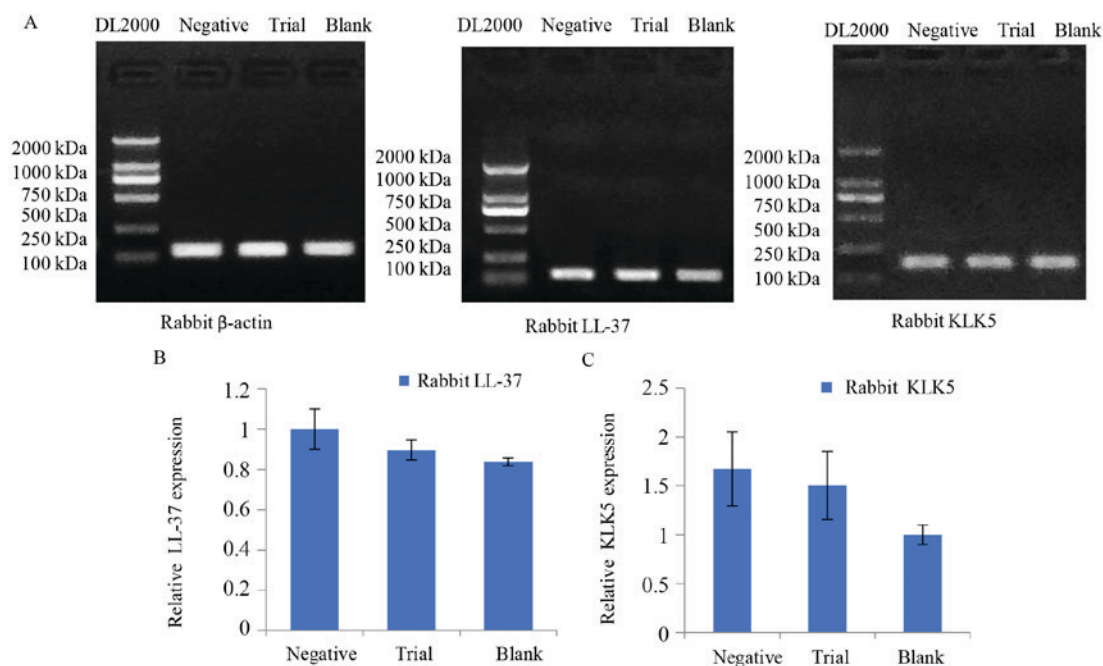 A
DL2000 Negative Trial Blank
2000 kDa
1000 kDa
750 kDa
500 kDa
250 kDa
100 kDa
Rabbit β-actin
DL2000 Negative Trial Blank
2000 kDa
1000 kDa
750 kDa
500 kDa
250 kDa
100 kDa
Rabbit LL-37
DL2000 Negative Trial Blank
2000 kDa
1000 kDa
750 kDa
500 kDa
250 kDa
100 kDa
Rabbit KLK5
B
Rabbit LL-37
Relative LL-37 expression
1.2
1
0.8
0.6
0.4
0.2
0
Negative Trial Blank
C
Rabbit KLK5
Relative KLK5 expression
2.5
2
1.5
1
0.5
0
Negative Trial Blank